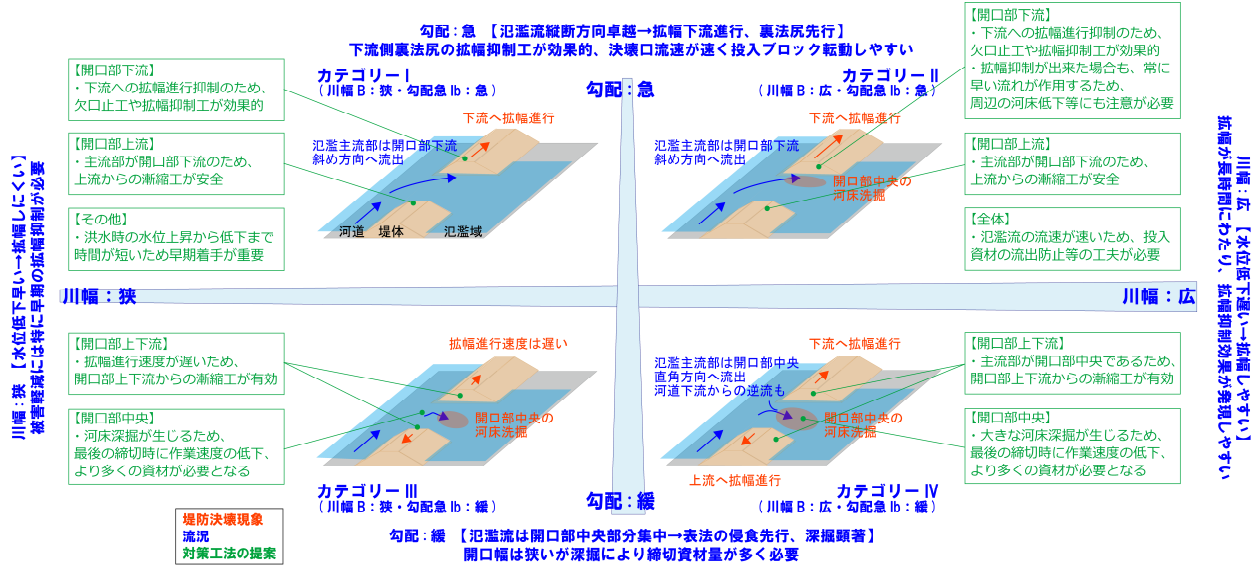 勾配：急 【氾濫流縦断方向卓越→拡幅下流進行、裏法尻先行】
下流側裏法尻の拡幅抑制工が効果的、決壊口流速が速く投入ブロック転動しやすい
勾配：急
川幅：狭 【水位低下早い→拡幅しにくい】
被害軽減には特に早期の拡幅抑制が必要
川幅：狭
【開口部下流】
・下流への拡幅進行抑制のため、
欠口止工や拡幅抑制工が効果的
【開口部上流】
・主流部が開口部下流のため、
上流からの漸縮工が安全
【その他】
・洪水時の水位上昇から低下まで
時間が短いため早期着手が重要
カテゴリーⅠ
（川幅B：狭・勾配急Ib：急）
下流へ拡幅進行
氾濫主流部は開口部下流
斜め方向へ流出
河道
堤体
氾濫域
カテゴリーⅡ
（川幅B：広・勾配急Ib：急）
下流へ拡幅進行
氾濫主流部は開口部下流
斜め方向へ流出
開口部中央の
河床洗掘
【開口部下流】
・下流への拡幅進行抑制のため、
欠口止工や拡幅抑制工が効果的
・拡幅抑制が出来た場合も、常に
早い流れが作用するため、
周辺の河床低下等にも注意が必要
【開口部上流】
・主流部が開口部下流のため、
上流からの漸縮工が安全
【全体】
・氾濫流の流速が速いため、投入
資材の流出防止等の工夫が必要
川幅：広
川幅：広 【水位低下遅い→拡幅しやすい】
拡幅が長時間にわたり、拡幅抑制効果が発現しやすい
【開口部上下流】
・拡幅進行速度が遅いため、
開口部上下流からの漸縮工が有効
【開口部中央】
・河床深掘が生じるため、
最後の締切時に作業速度の低下、
より多くの資材が必要となる
拡幅進行速度は遅い
開口部中央の
河床洗掘
カテゴリーⅢ
（川幅B：狭・勾配急Ib：緩）
下流へ拡幅進行
氾濫主流部は開口部中央
直角方向へ流出
河道下流からの逆流も
開口部中央の
河床洗掘
上流へ拡幅進行
カテゴリーⅣ
（川幅B：広・勾配急Ib：緩）
【開口部上下流】
・主流部が開口部中央であるため、
開口部上下流からの漸縮工が有効
【開口部中央】
・大きな河床深掘が生じるため、
最後の締切時に作業速度の低下、
より多くの資材が必要となる
勾配：緩
勾配：緩 【氾濫流は開口部中央部分集中→表法の侵食先行、深掘顕著】
開口幅は狭いが深掘により締切資材量が多く必要
堤防決壊現象
流況
対策工法の提案